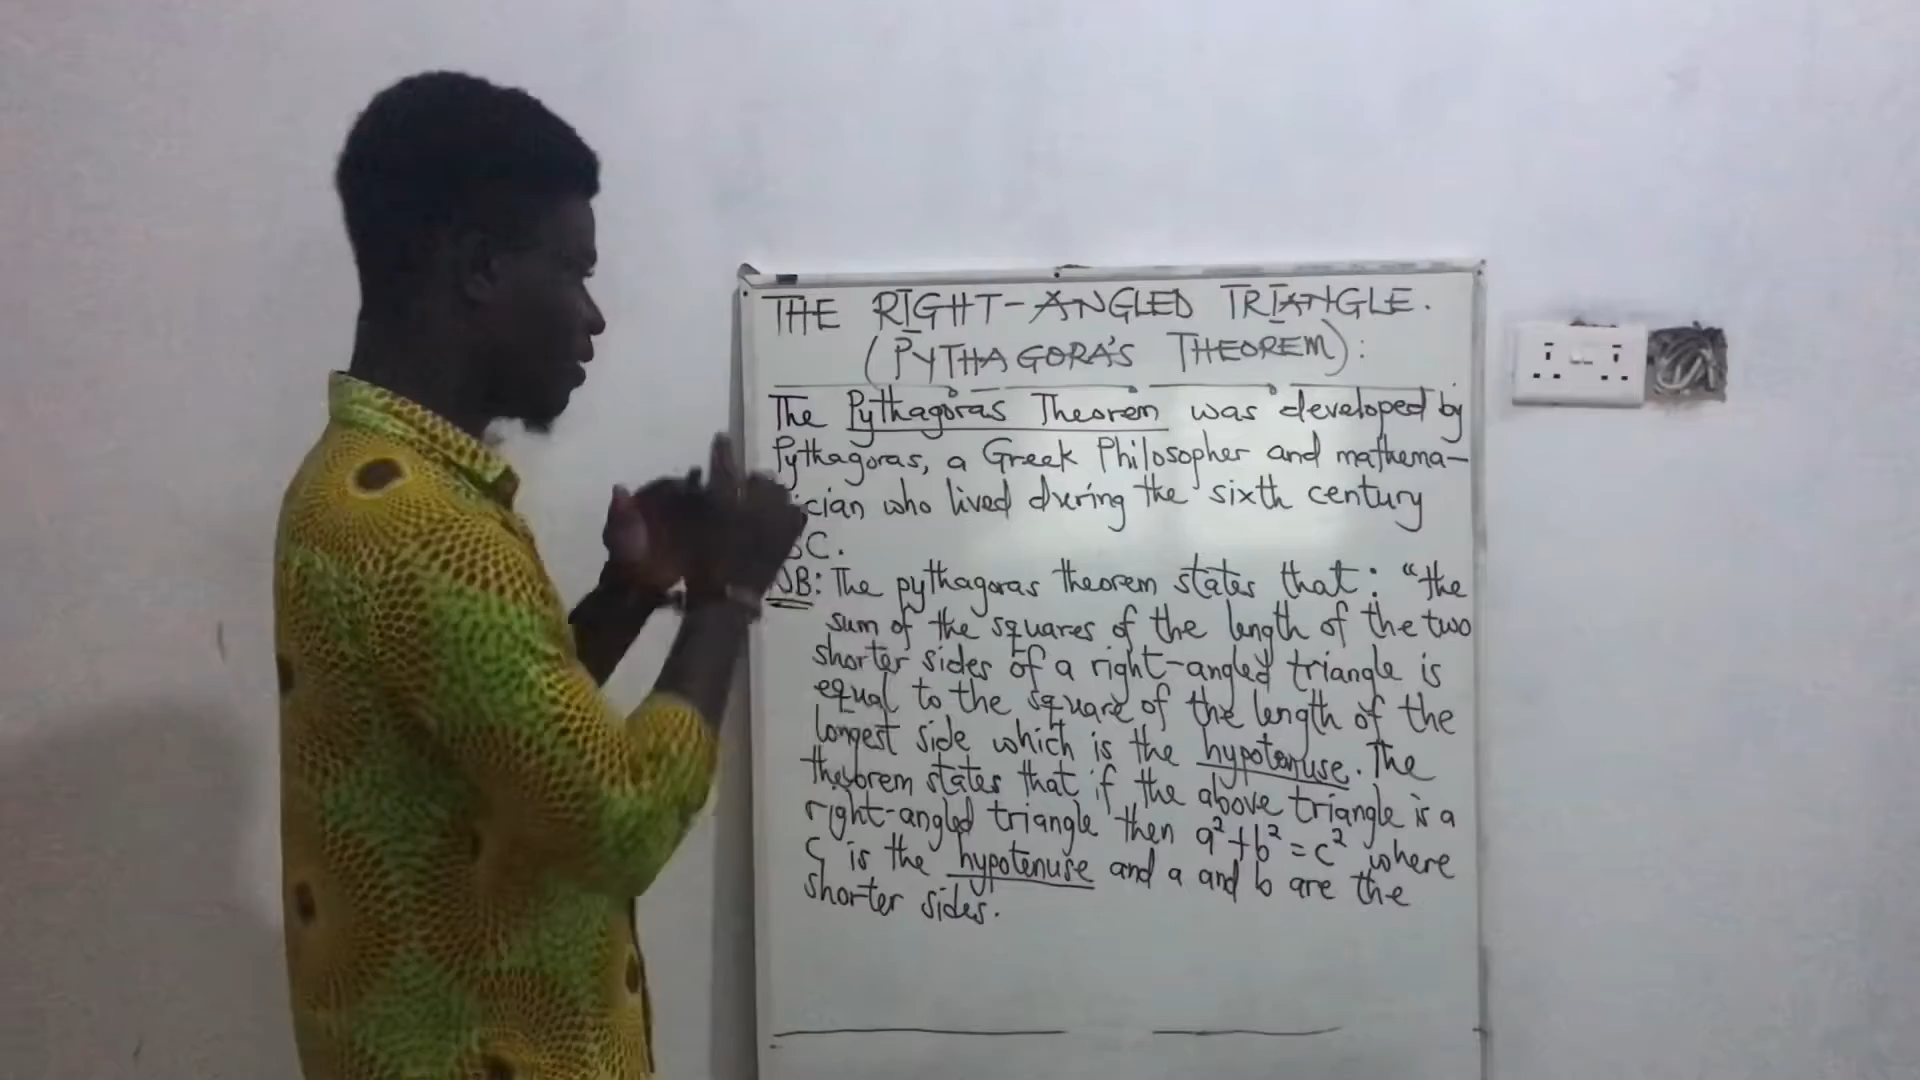 THE RIGHT-ANGLED TRIANGLE.
(PYTHAGORA'S THEOREM):
The Pythagoras Theorem was developed by
Pythagoras, a Greek Philosopher and mathema-
ician who lived during the sixth century
BC.
NB: The pythagoras theorem states that: "the
sum of the squares of the length of the two
shorter sides of a right-angled triangle is
equal to the square of the length of the
longest side which is the hypotenuse. The
theorem states that if the above triangle is a
right-angled triangle then a²+b²=c² where
C is the hypotenuse and a and b are the
shorter sides.